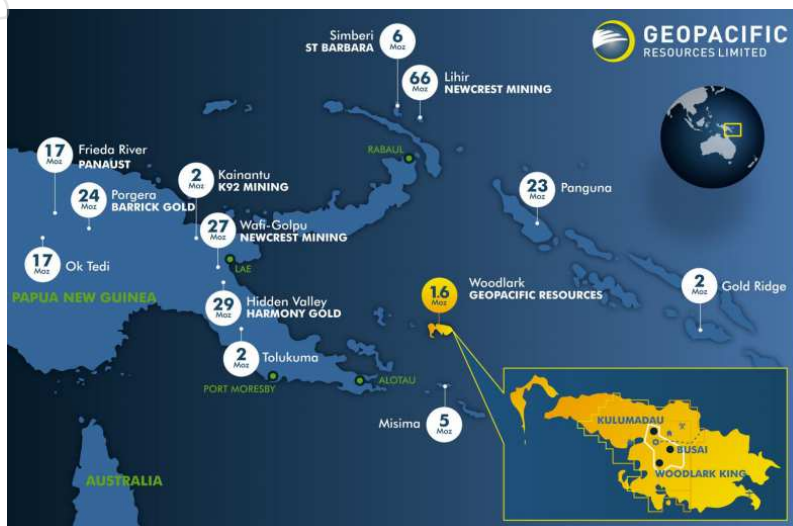 GEOPACIFIC
RESOURCES LIMITED
Simberi
ST BARBARA
6
Moz
66
Moz
Lihir
NEWCREST MINING
RABAUL
17
Moz
Frieda River
PANAUST
24
Moz
Porgera
BARRICK GOLD
2
Moz
Kainantu
K92 MINING
27
Moz
Wafi-Golpu
NEWCREST MINING
LAE
17
Moz
Ok Tedi
PAPUA NEW GUINEA
29
Moz
Hidden Valley
HARMONY GOLD
2
Moz
Tolukuma
PORT MORESBY
ALOTAU
23
Moz
Panguna
1.6
Moz
Woodlark
GEOPACIFIC RESOURCES
2
Moz
Gold Ridge
Misima
5
Moz
AUSTRALIA
KULUMADAU
BUSAI
WOODLARK KING